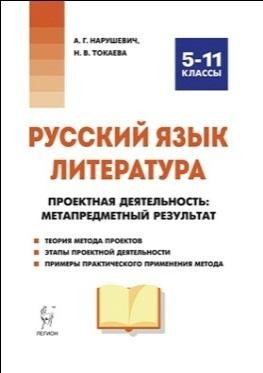 А. Г. НАРУШЕВИЧ,
Н. В. ТОКАЕВА
5-11
КЛАССЫ
РУССКИЙ ЯЗЫК
ЛИТЕРАТУРА
ПРОЕКТНАЯ ДЕЯТЕЛЬНОСТЬ:
МЕТАПРЕДМЕТНЫЙ РЕЗУЛЬТАТ
ТЕОРИЯ МЕТОДА ПРОЕКТОВ
ЭТАПЫ ПРОЕКТНОЙ ДЕЯТЕЛЬНОСТИ
ПРИМЕРЫ ПРАКТИЧЕСКОГО ПРИМЕНЕНИЯ МЕТОДА
ЛЕГИОН